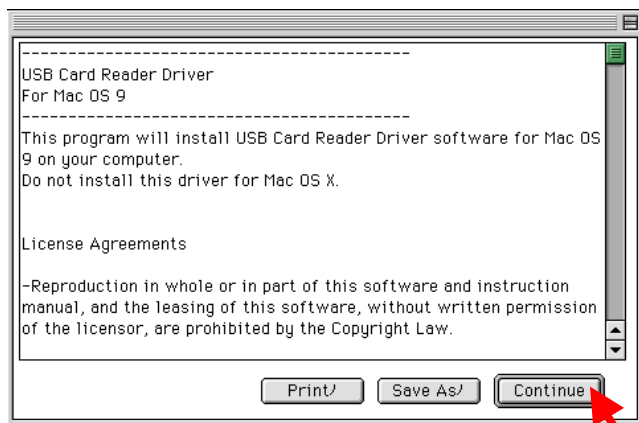 ------------------------------------------
USB Card Reader Driver
For Mac OS 9
------------------------------------------
This program will install USB Card Reader Driver software for Mac OS
9 on your computer.
Do not install this driver for Mac OS X.
License Agreements
-Reproduction in whole or in part of this software and instruction
manual, and the leasing of this software, without written permission
of the licensor, are prohibited by the Copyright Law.
Print/ Save As/ Continue